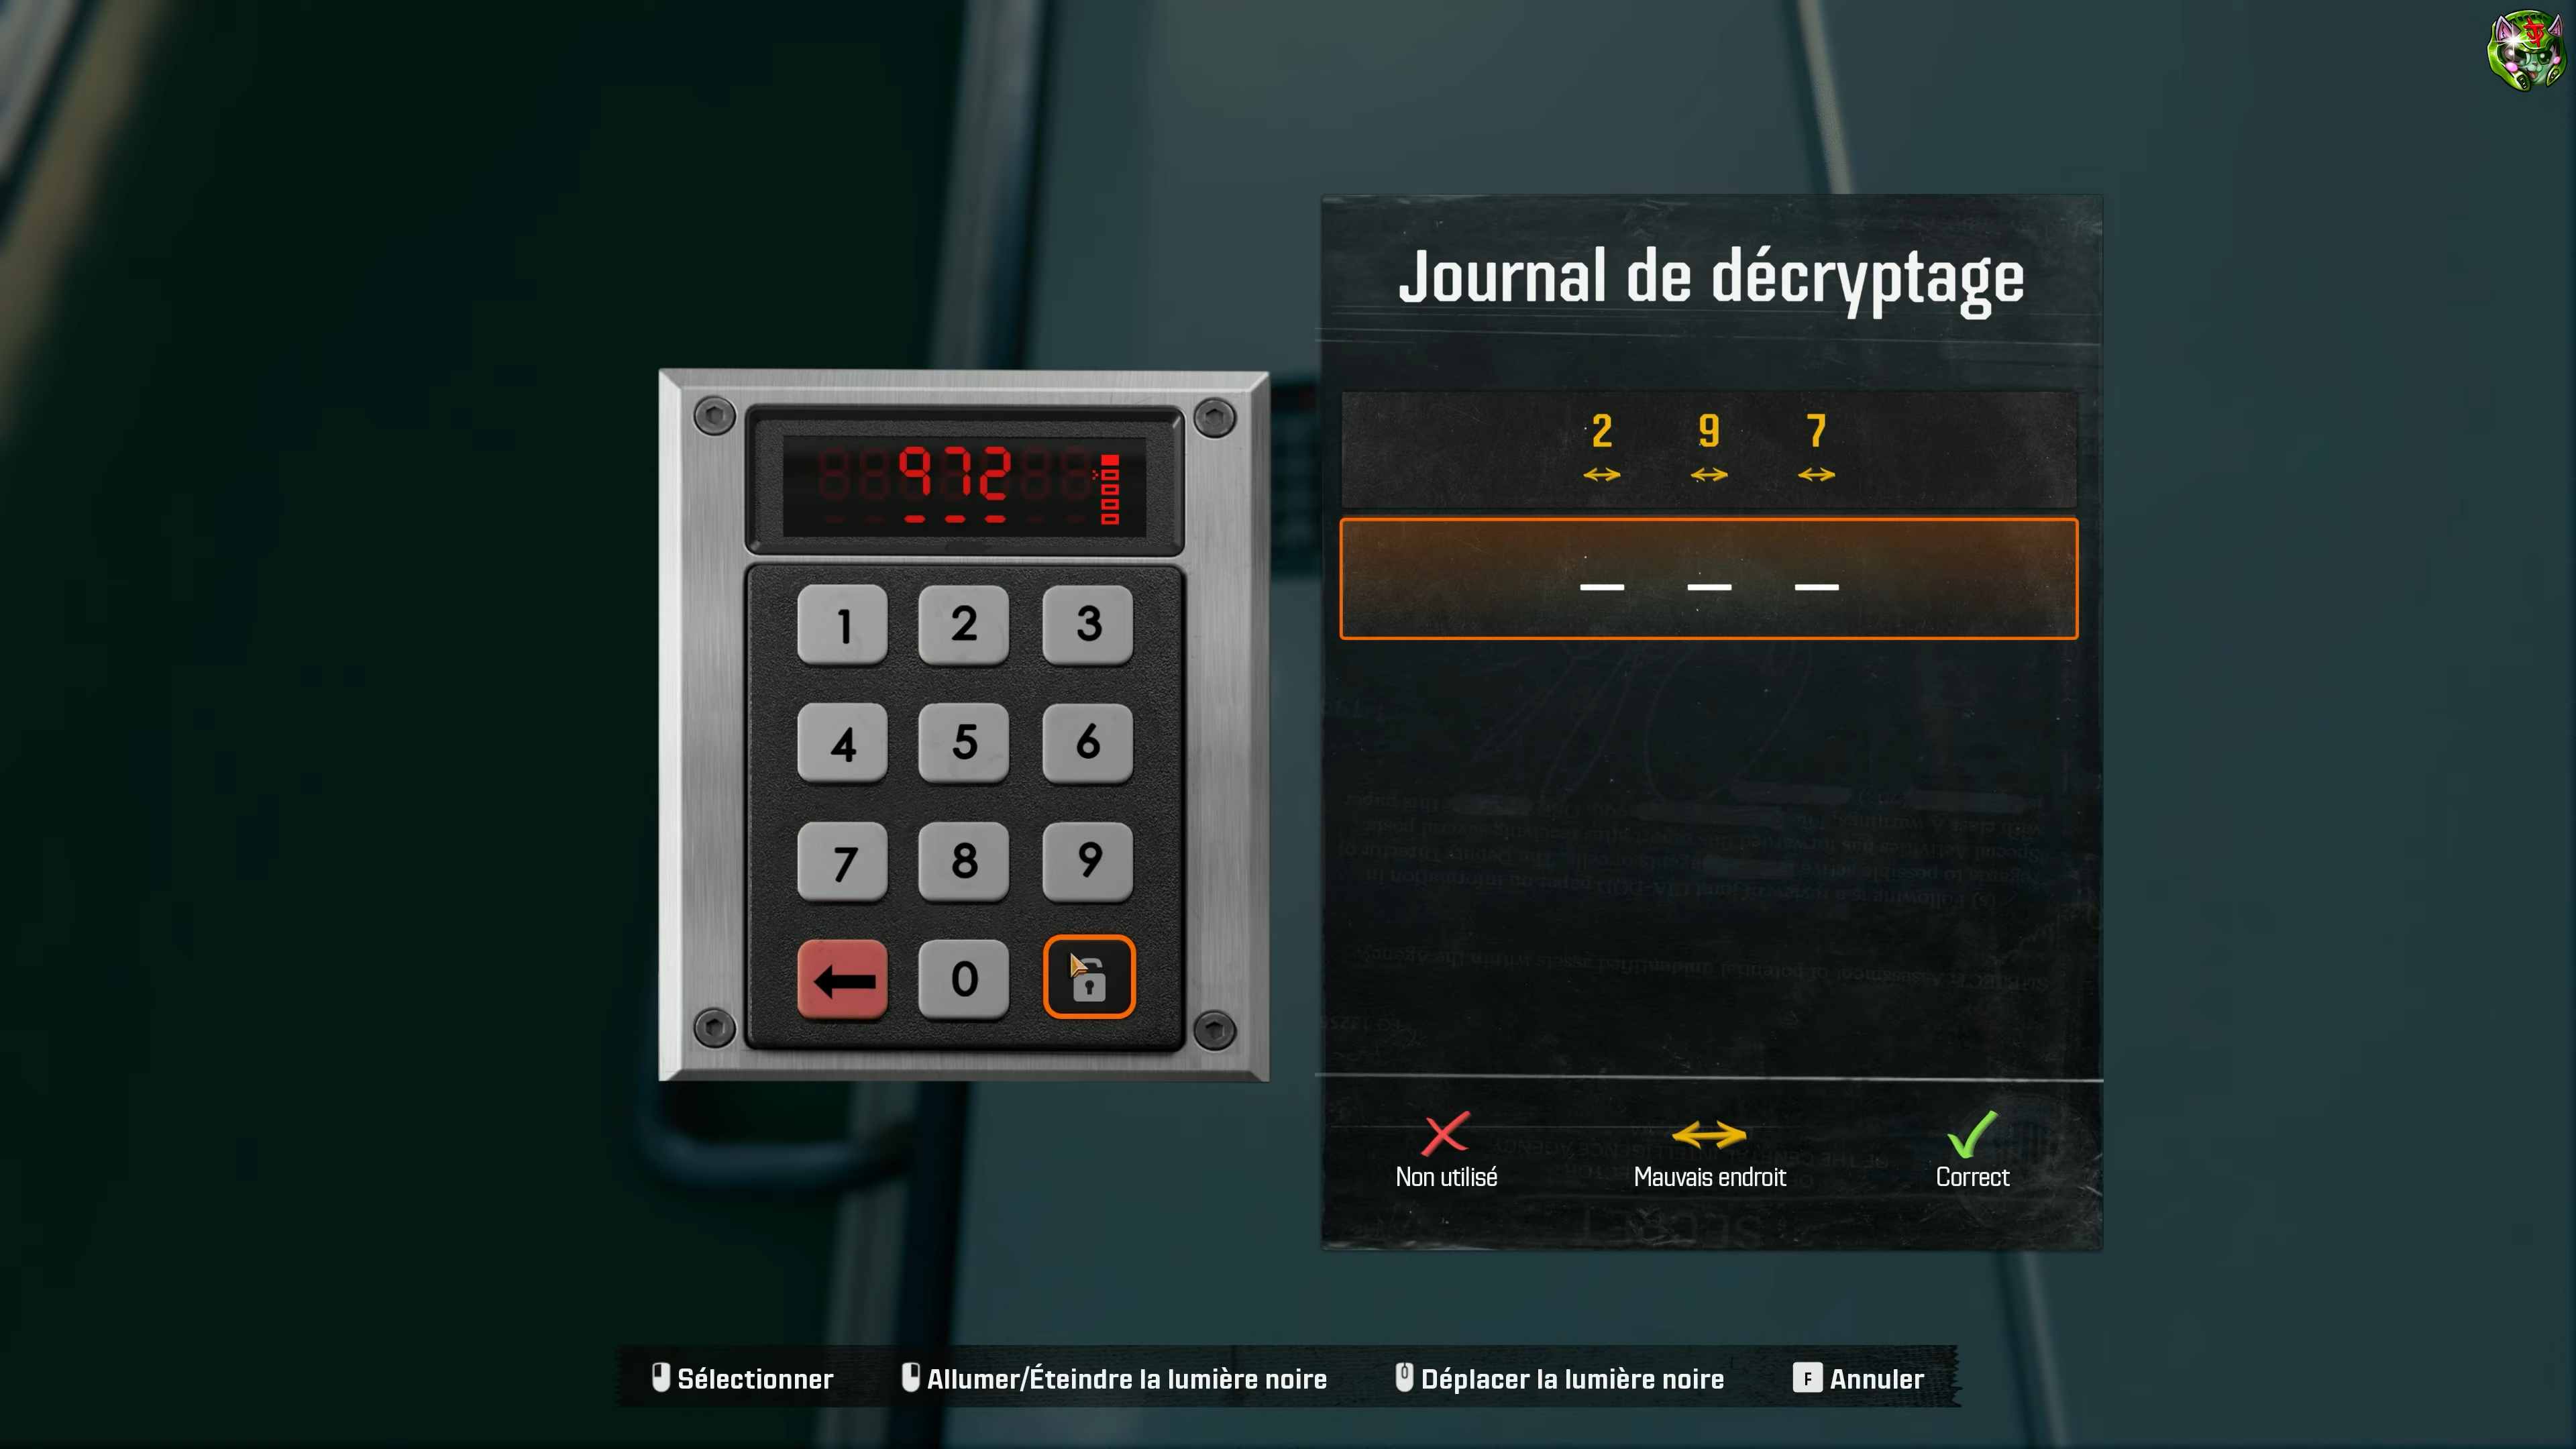 Journal de décryptage
2 9 7
972
1 2 3
4 5 6
7 8 9
0
Non utilisé
Mauvais endroit
Correct
Sélectionner
Allumer/Éteindre la lumière noire
Déplacer la lumière noire
F Annuler